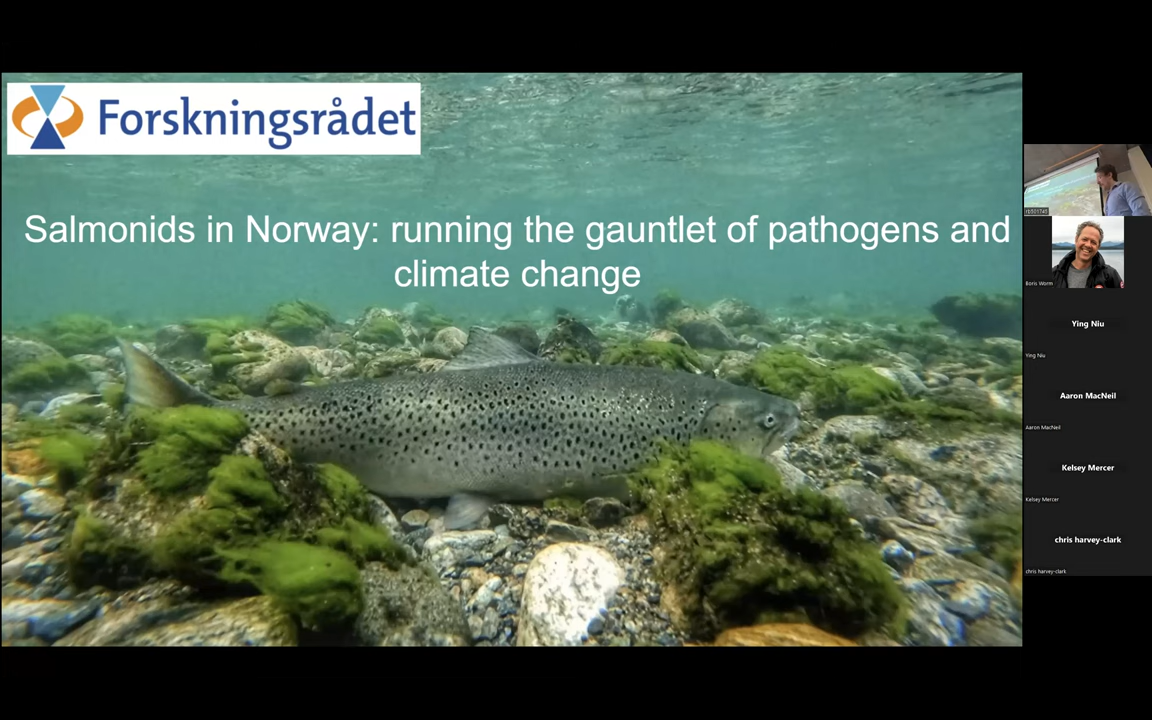 Forskningsrådet
Salmonids in Norway: running the gauntlet of pathogens and
climate change
Boris Worm
Ying Niu
Ying Niu
Aaron MacNeil
Aaron MacNeil
Kelsey Mercer
Kelsey Mercer
chris harvey-clark
chris harvey-clark